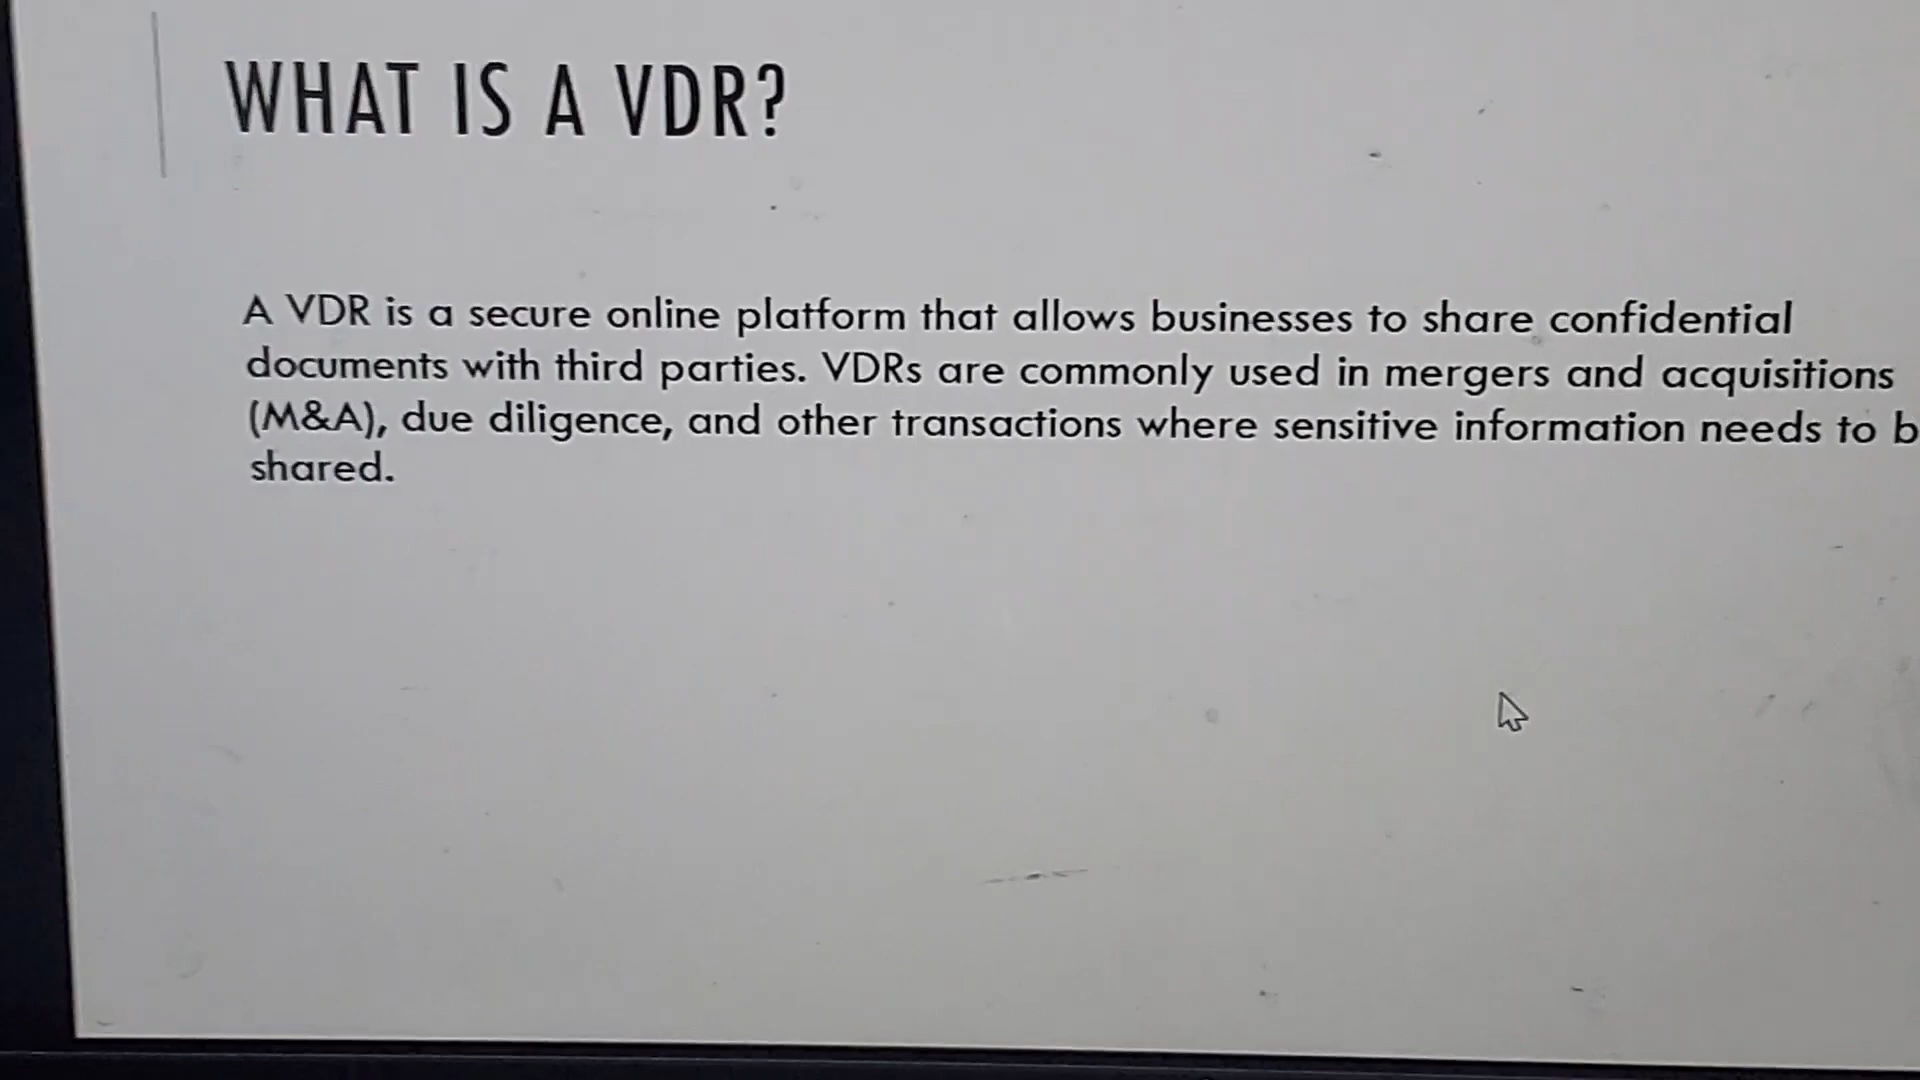 WHAT IS A VDR?
A VDR is a secure online platform that allows businesses to share confidential
documents with third parties. VDRs are commonly used in mergers and acquisitions
(M&A), due diligence, and other transactions where sensitive information needs to b
shared.